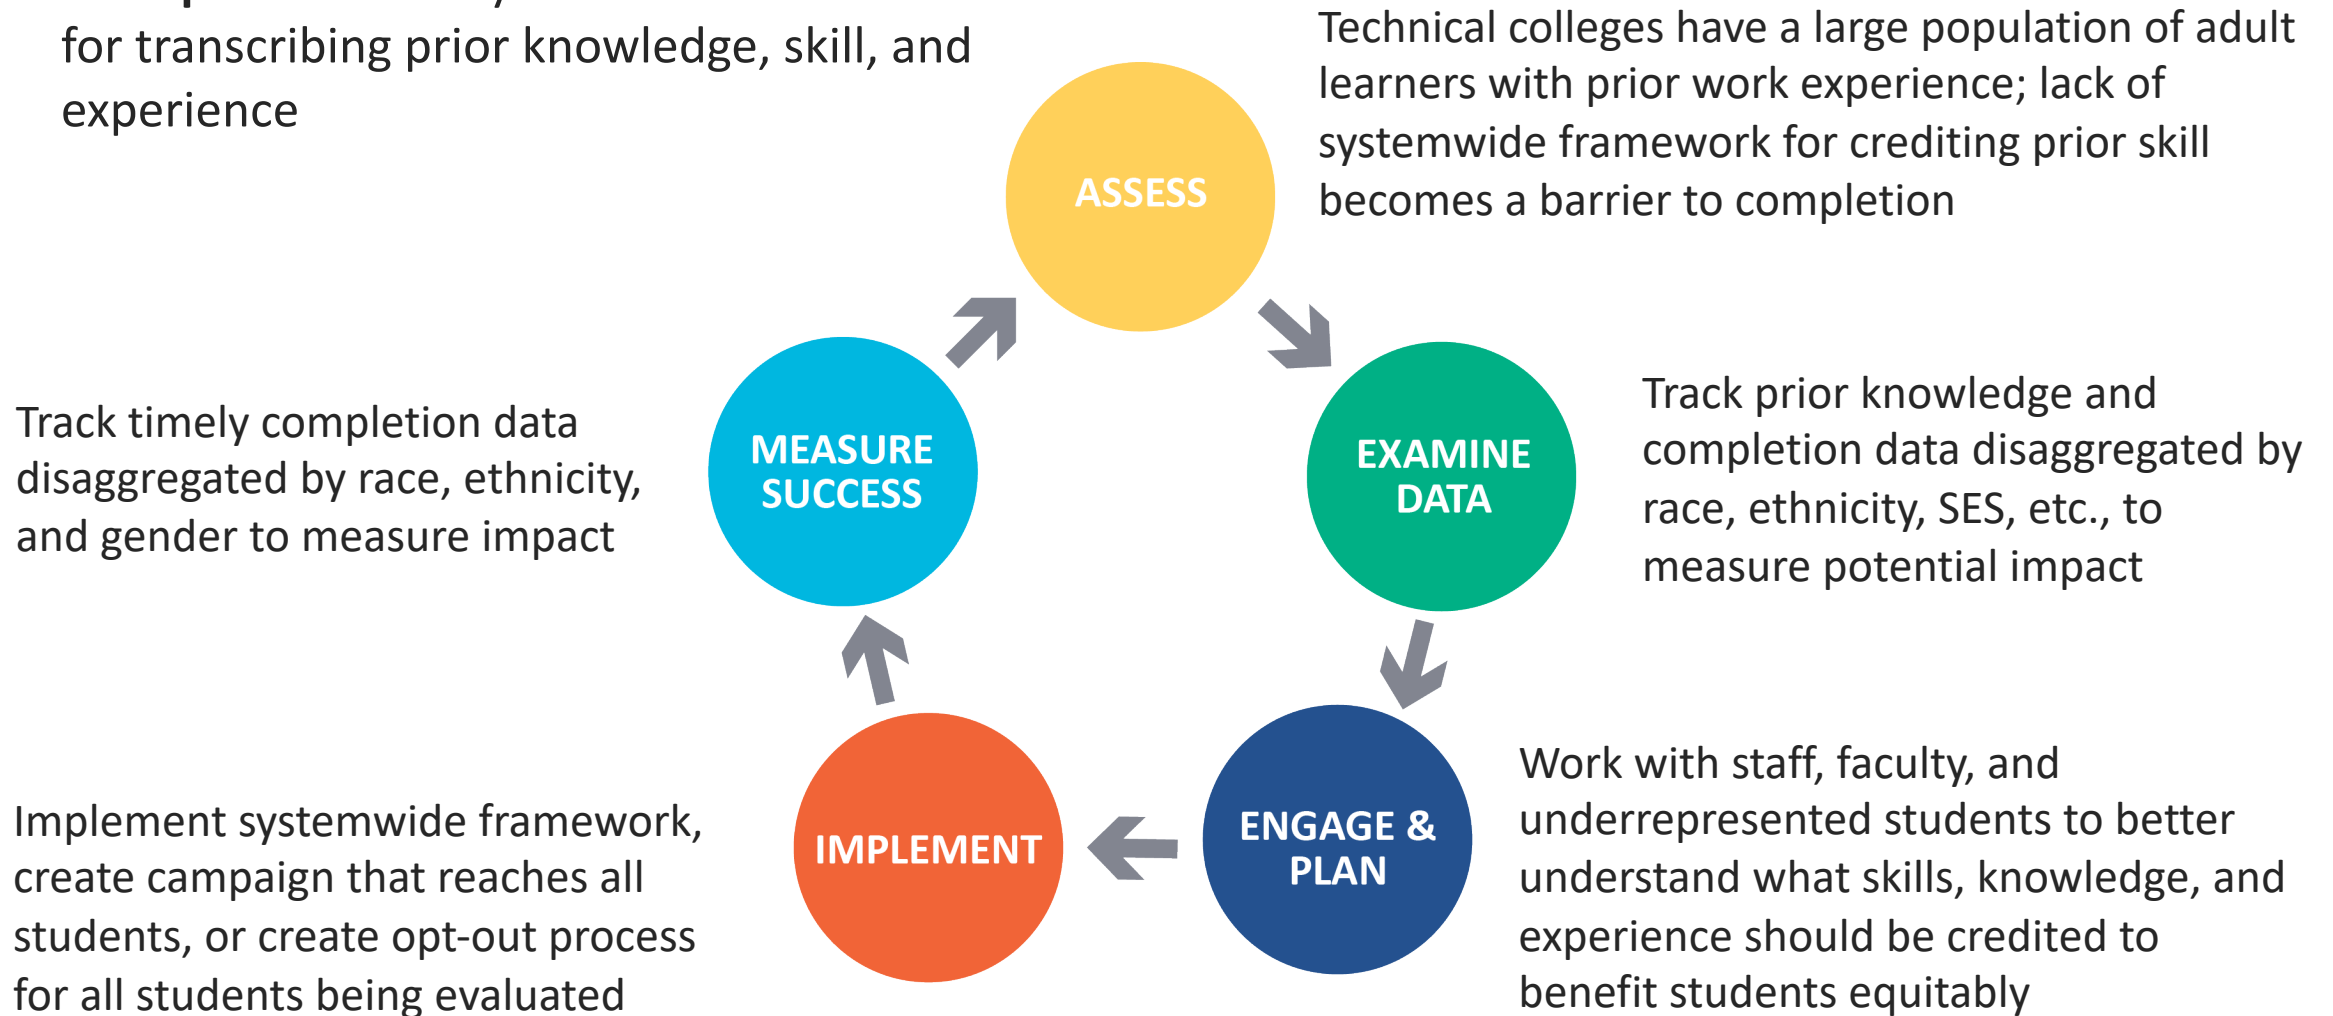 for transcribing prior knowledge, skill, and
experience
Technical colleges have a large population of adult
learners with prior work experience; lack of
systemwide framework for crediting prior skill
becomes a barrier to completion
ASSESS
Track prior knowledge and
completion data disaggregated by
race, ethnicity, SES, etc., to
measure potential impact
EXAMINE
DATA
Work with staff, faculty, and
underrepresented students to better
understand what skills, knowledge, and
experience should be credited to
benefit students equitably
ENGAGE &
PLAN
Implement systemwide framework,
create campaign that reaches all
students, or create opt-out process
for all students being evaluated
IMPLEMENT
Track timely completion data
disaggregated by race, ethnicity,
and gender to measure impact
MEASURE
SUCCESS